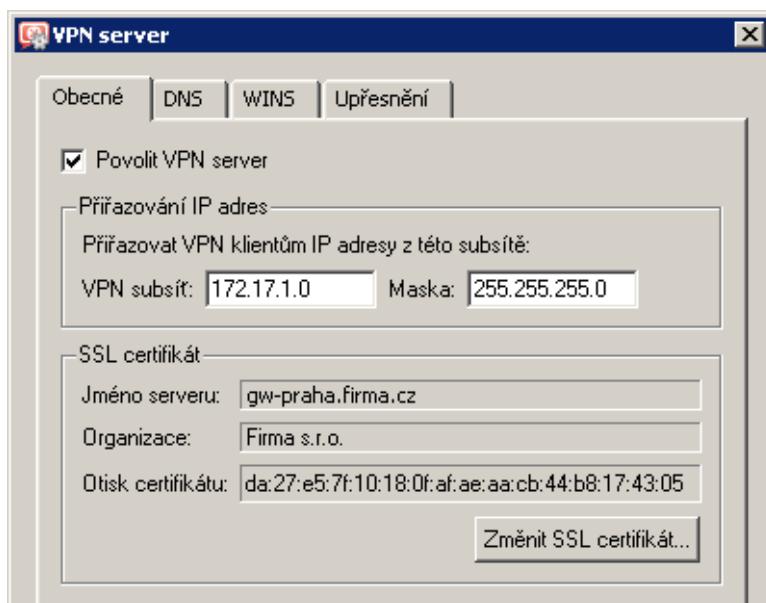 VPN server
Obecné DNS WINS Upřesnění
Povolit VPN server
Přiřazování IP adres
Přiřazovat VPN klientům IP adresy z této subsítě:
VPN subsíť: 172.17.1.0 Maska: 255.255.255.0
SSL certifikát
Jméno serveru: gw-praha.firma.cz
Organizace: Firma s.r.o.
Otisk certifikátu: da:27:e5:7f:10:18:0f:af:ae:aa:cb:44:b8:17:43:05
Změnit SSL certifikát...